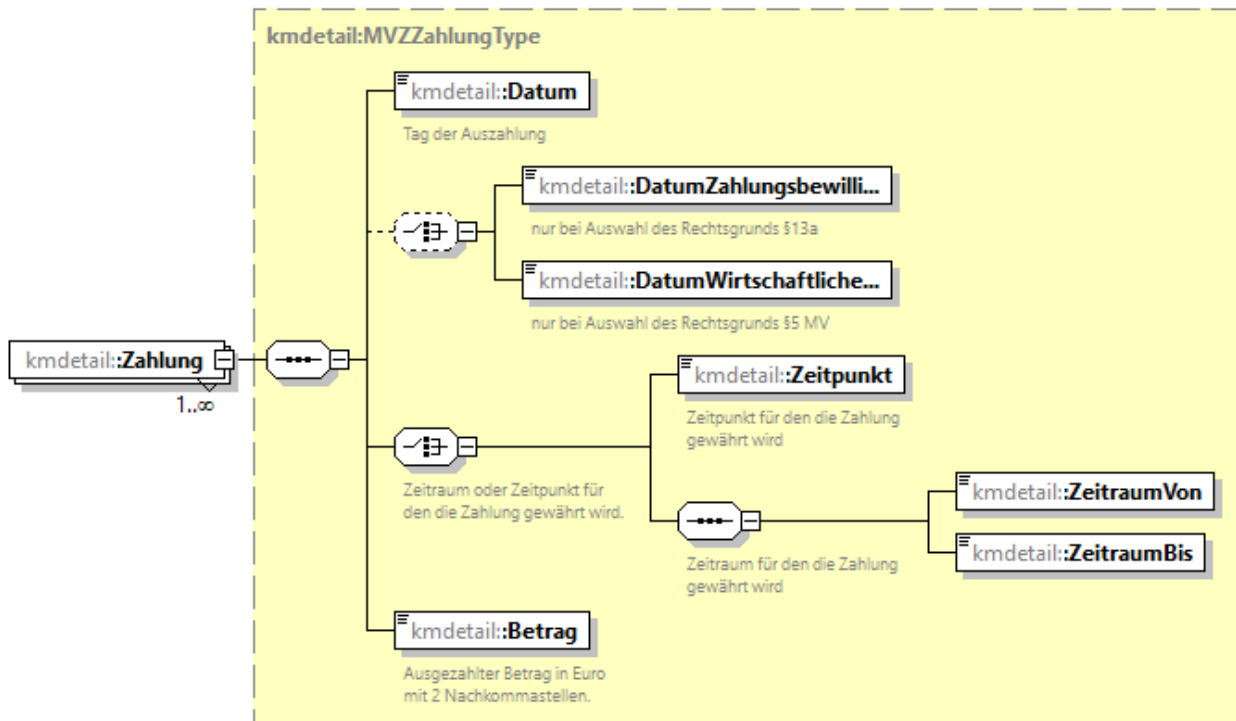 kmdetail:MVZZahlungType
kmdetail::Datum
Tag der Auszahlung
kmdetail::DatumZahlungsbewilli...
nur bei Auswahl des Rechtsgrunds §13a
kmdetail::DatumWirtschaftliche...
nur bei Auswahl des Rechtsgrunds §5 MV
kmdetail::Zahlung
1..∞
kmdetail::Zeitpunkt
Zeitpunkt für den die Zahlung
gewährt wird
Zeitraum oder Zeitpunkt für
den die Zahlung gewährt wird.
kmdetail::ZeitraumVon
kmdetail::ZeitraumBis
Zeitraum für den die Zahlung
gewährt wird
kmdetail::Betrag
Ausgezahlter Betrag in Euro
mit 2 Nachkommastellen.